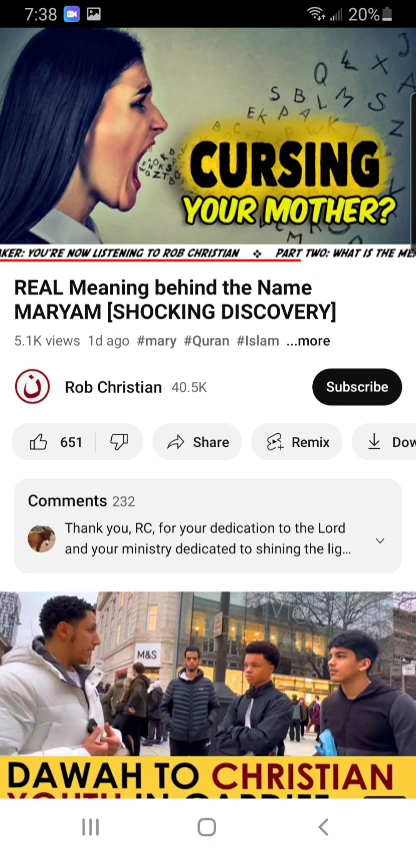 7:38
20%
CURSING
YOUR MOTHER?
KER: YOU'RE NOW LISTENING TO ROB CHRISTIAN ❖ PART TWO: WHAT IS THE ME
REAL Meaning behind the Name
MARYAM [SHOCKING DISCOVERY]
5.1K views 1d ago #mary #Quran #Islam ...more
ن
Rob Christian 40.5K
Subscribe
651
Share
Remix
Dow
Comments 232
Thank you, RC, for your dedication to the Lord
and your ministry dedicated to shining the lig...
M&S
DAWAH TO CHRISTIAN
YOUTH IN CARDIFF